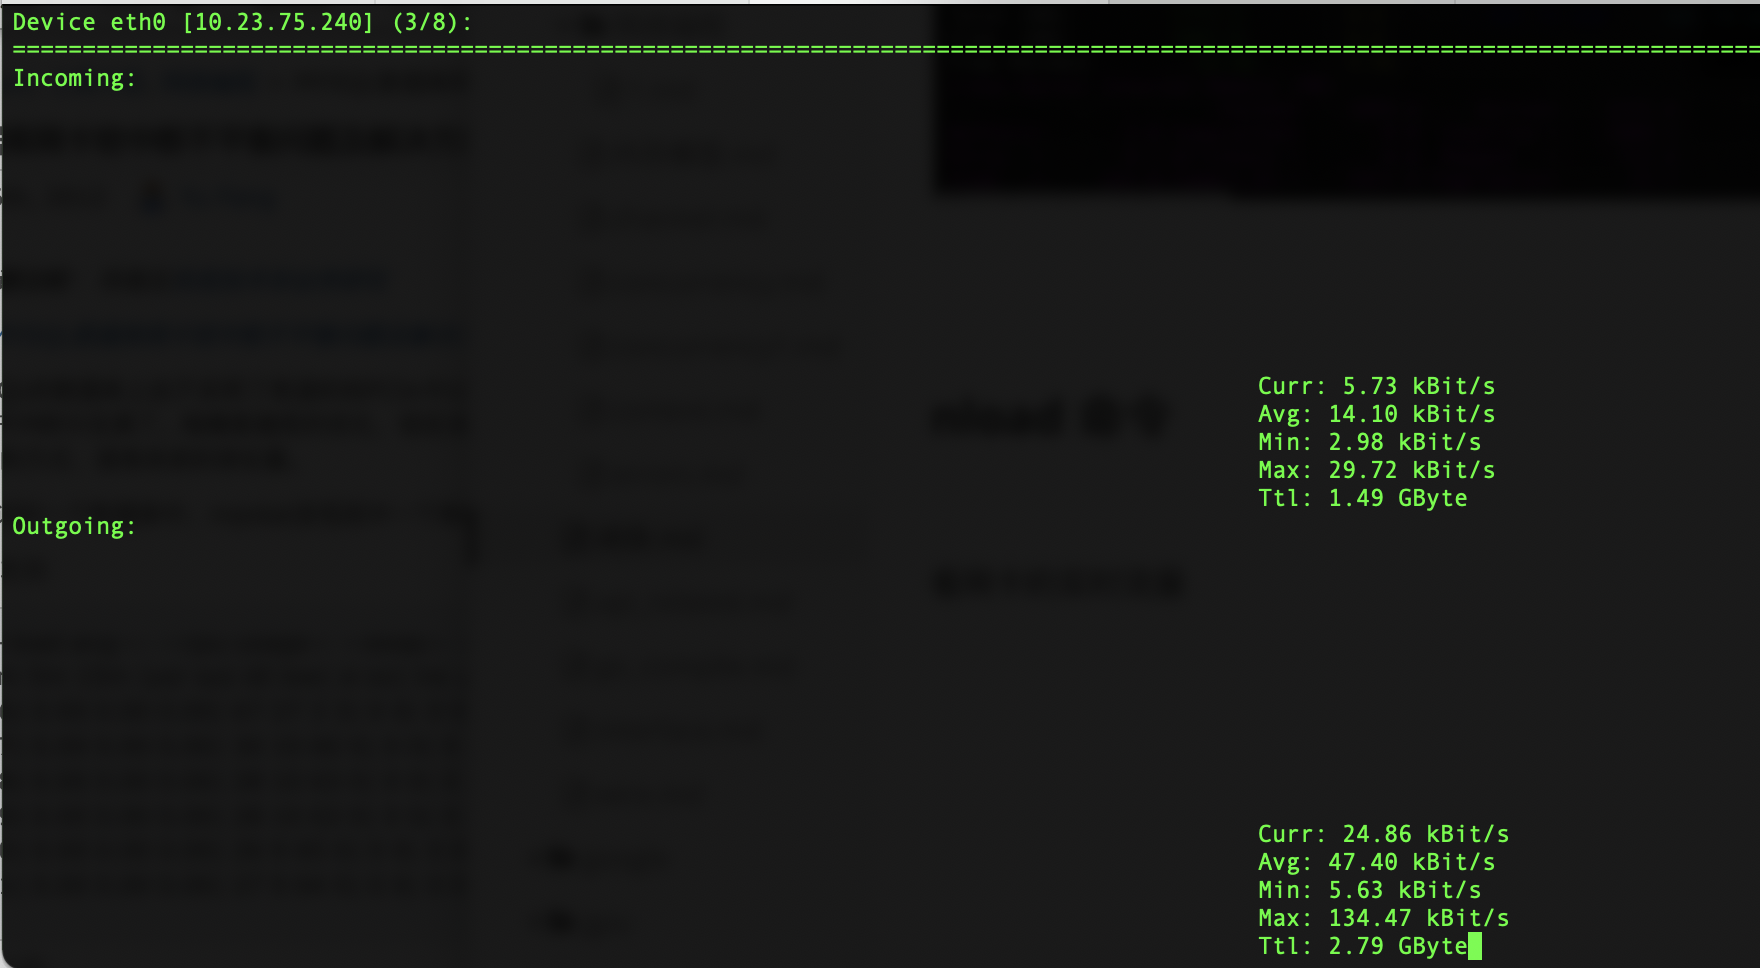 Device eth0 [10.23.75.240] (3/8):
==============================================================================================================================
Incoming:
Curr: 5.73 kBit/s
Avg: 14.10 kBit/s
Min: 2.98 kBit/s
Max: 29.72 kBit/s
Ttl: 1.49 GByte
Outgoing:
Curr: 24.86 kBit/s
Avg: 47.40 kBit/s
Min: 5.63 kBit/s
Max: 134.47 kBit/s
Ttl: 2.79 GByte